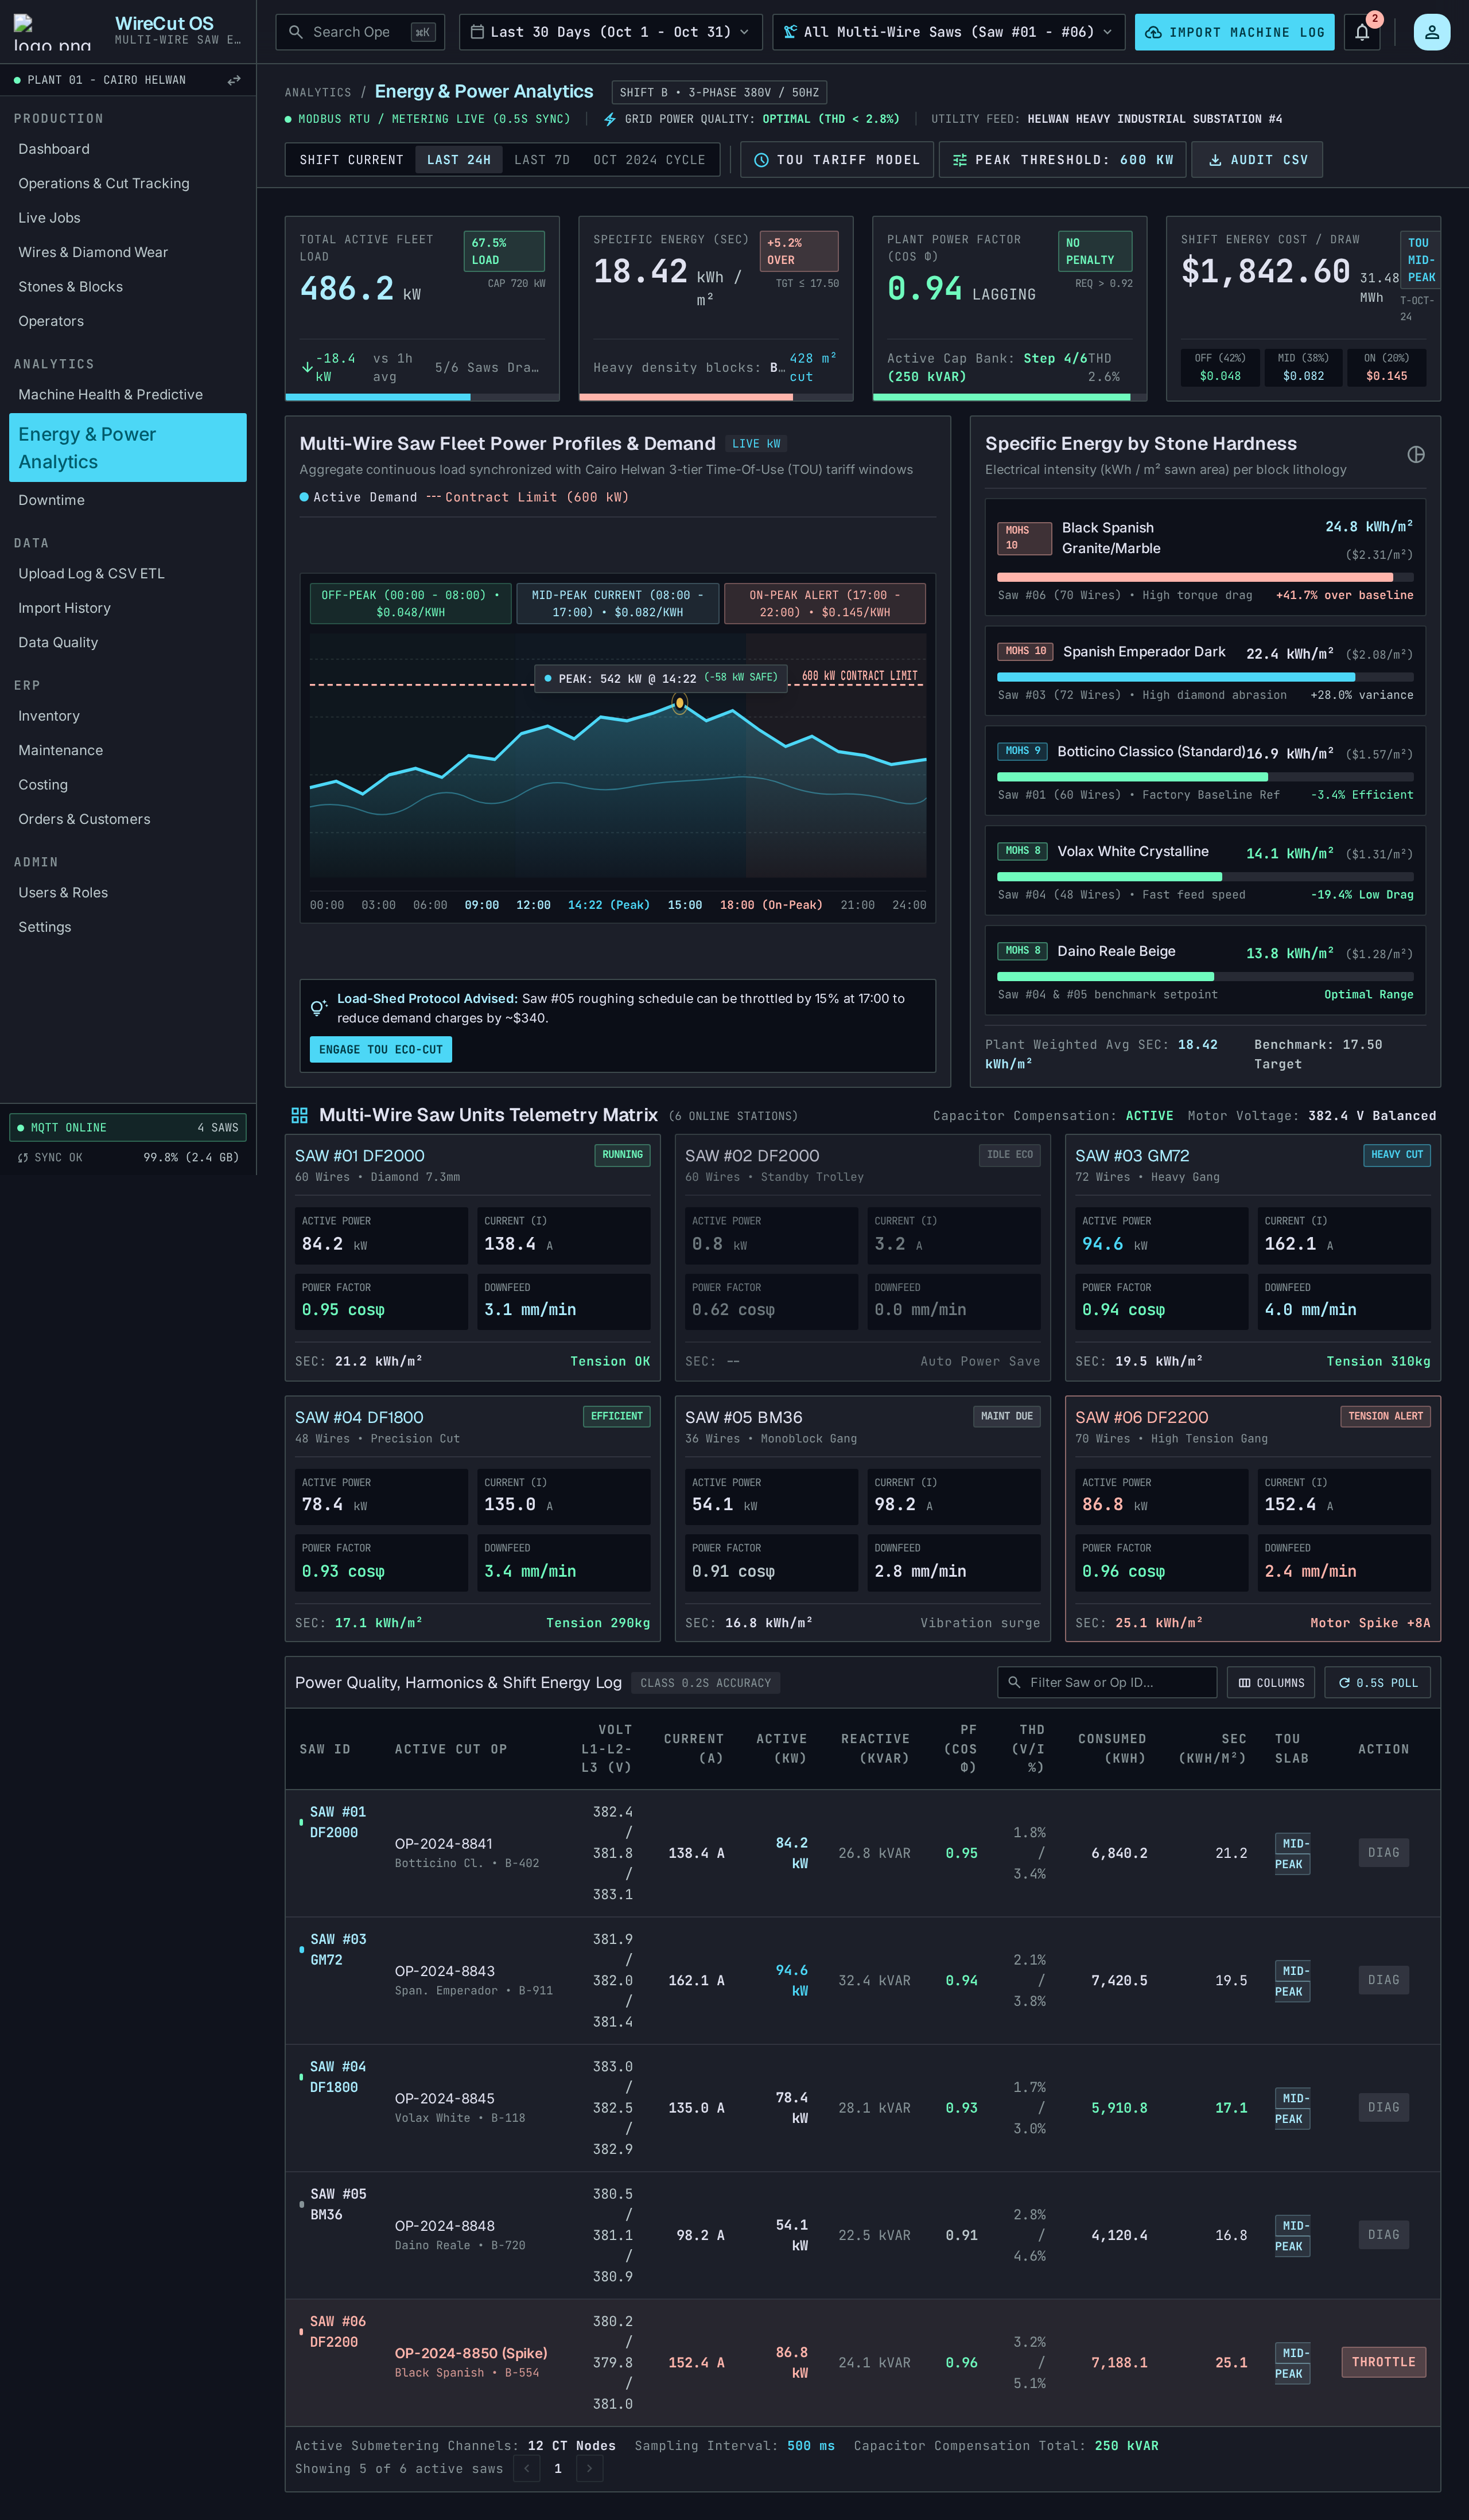 logo png
WireCut OS
MULTI-WIRE SAW E…
Search Ope
⌘K
Last 30 Days (Oct 1 - Oct 31)
All Multi-Wire Saws (Saw #01 - #06)
IMPORT MACHINE LOG
2
PLANT 01 - CAIRO HELWAN
PRODUCTION
Dashboard
Operations & Cut Tracking
Live Jobs
Wires & Diamond Wear
Stones & Blocks
Operators
ANALYTICS
Machine Health & Predictive
Energy & Power
Analytics
Downtime
DATA
Upload Log & CSV ETL
Import History
Data Quality
ERP
Inventory
Maintenance
Costing
Orders & Customers
ADMIN
Users & Roles
Settings
MQTT ONLINE 4 SAWS
SYNC OK 99.8% (2.4 GB)
ANALYTICS / Energy & Power Analytics
SHIFT B • 3-PHASE 380V / 50HZ
MODBUS RTU / METERING LIVE (0.5S SYNC)
GRID POWER QUALITY: OPTIMAL (THD < 2.8%)
UTILITY FEED: HELWAN HEAVY INDUSTRIAL SUBSTATION #4
SHIFT CURRENT LAST 24H LAST 7D OCT 2024 CYCLE
TOU TARIFF MODEL
PEAK THRESHOLD: 600 KW
AUDIT CSV
TOTAL ACTIVE FLEET
LOAD
67.5%
LOAD
486.2 kW
CAP 720 kW
-18.4
kW
vs 1h
avg
5/6 Saws Dra…
SPECIFIC ENERGY (SEC)
+5.2%
OVER
18.42 kWh /
m²
TGT ≤ 17.50
Heavy density blocks: B…
428 m²
cut
PLANT POWER FACTOR
(COS Φ)
NO
PENALTY
0.94 LAGGING
REQ > 0.92
Active Cap Bank: Step 4/6
(250 kVAR)
THD
2.6%
SHIFT ENERGY COST / DRAW
TOU
MID-
PEAK
$1,842.60 31.48
MWh
T-OCT-
24
OFF (42%)
$0.048
MID (38%)
$0.082
ON (20%)
$0.145
Multi-Wire Saw Fleet Power Profiles & Demand LIVE kW
Aggregate continuous load synchronized with Cairo Helwan 3-tier Time-Of-Use (TOU) tariff windows
Active Demand --- Contract Limit (600 kW)
OFF-PEAK (00:00 - 08:00) •
$0.048/KWH
MID-PEAK CURRENT (08:00 -
17:00) • $0.082/KWH
ON-PEAK ALERT (17:00 -
22:00) • $0.145/KWH
PEAK: 542 kW @ 14:22 (-58 kW SAFE)
600 kW CONTRACT LIMIT
00:00 03:00 06:00 09:00 12:00 14:22 (Peak) 15:00 18:00 (On-Peak) 21:00 24:00
Load-Shed Protocol Advised: Saw #05 roughing schedule can be throttled by 15% at 17:00 to
reduce demand charges by ~$340.
ENGAGE TOU ECO-CUT
Specific Energy by Stone Hardness
Electrical intensity (kWh / m² sawn area) per block lithology
MOHS
10
Black Spanish
Granite/Marble
24.8 kWh/m²
($2.31/m²)
Saw #06 (70 Wires) • High torque drag +41.7% over baseline
MOHS 10 Spanish Emperador Dark 22.4 kWh/m² ($2.08/m²)
Saw #03 (72 Wires) • High diamond abrasion +28.0% variance
MOHS 9 Botticino Classico (Standard) 16.9 kWh/m² ($1.57/m²)
Saw #01 (60 Wires) • Factory Baseline Ref -3.4% Efficient
MOHS 8 Volax White Crystalline 14.1 kWh/m² ($1.31/m²)
Saw #04 (48 Wires) • Fast feed speed -19.4% Low Drag
MOHS 8 Daino Reale Beige 13.8 kWh/m² ($1.28/m²)
Saw #04 & #05 benchmark setpoint Optimal Range
Plant Weighted Avg SEC: 18.42
kWh/m²
Benchmark: 17.50
Target
Multi-Wire Saw Units Telemetry Matrix (6 ONLINE STATIONS)
Capacitor Compensation: ACTIVE Motor Voltage: 382.4 V Balanced
SAW #01 DF2000 RUNNING
60 Wires • Diamond 7.3mm
ACTIVE POWER CURRENT (I)
84.2 kW 138.4 A
POWER FACTOR DOWNFEED
0.95 cosφ 3.1 mm/min
SEC: 21.2 kWh/m² Tension OK
SAW #02 DF2000 IDLE ECO
60 Wires • Standby Trolley
ACTIVE POWER CURRENT (I)
0.8 kW 3.2 A
POWER FACTOR DOWNFEED
0.62 cosφ 0.0 mm/min
SEC: -- Auto Power Save
SAW #03 GM72 HEAVY CUT
72 Wires • Heavy Gang
ACTIVE POWER CURRENT (I)
94.6 kW 162.1 A
POWER FACTOR DOWNFEED
0.94 cosφ 4.0 mm/min
SEC: 19.5 kWh/m² Tension 310kg
SAW #04 DF1800 EFFICIENT
48 Wires • Precision Cut
ACTIVE POWER CURRENT (I)
78.4 kW 135.0 A
POWER FACTOR DOWNFEED
0.93 cosφ 3.4 mm/min
SEC: 17.1 kWh/m² Tension 290kg
SAW #05 BM36 MAINT DUE
36 Wires • Monoblock Gang
ACTIVE POWER CURRENT (I)
54.1 kW 98.2 A
POWER FACTOR DOWNFEED
0.91 cosφ 2.8 mm/min
SEC: 16.8 kWh/m² Vibration surge
SAW #06 DF2200 TENSION ALERT
70 Wires • High Tension Gang
ACTIVE POWER CURRENT (I)
86.8 kW 152.4 A
POWER FACTOR DOWNFEED
0.96 cosφ 2.4 mm/min
SEC: 25.1 kWh/m² Motor Spike +8A
Power Quality, Harmonics & Shift Energy Log CLASS 0.2S ACCURACY
Filter Saw or Op ID...
COLUMNS
0.5S POLL
SAW ID
ACTIVE CUT OP
VOLT
L1-L2-
L3 (V)
CURRENT
(A)
ACTIVE
(KW)
REACTIVE
(KVAR)
PF
(COS
Φ)
THD
(V/I
%)
CONSUMED
(KWH)
SEC
(KWH/M²)
TOU
SLAB
ACTION
SAW #01
DF2000
OP-2024-8841
Botticino Cl. • B-402
382.4
/
381.8
/
383.1
138.4 A
84.2
kW
26.8 kVAR
0.95
1.8%
/
3.4%
6,840.2
21.2
MID-
PEAK
DIAG
SAW #03
GM72
OP-2024-8843
Span. Emperador • B-911
381.9
/
382.0
/
381.4
162.1 A
94.6
kW
32.4 kVAR
0.94
2.1%
/
3.8%
7,420.5
19.5
MID-
PEAK
DIAG
SAW #04
DF1800
OP-2024-8845
Volax White • B-118
383.0
/
382.5
/
382.9
135.0 A
78.4
kW
28.1 kVAR
0.93
1.7%
/
3.0%
5,910.8
17.1
MID-
PEAK
DIAG
SAW #05
BM36
OP-2024-8848
Daino Reale • B-720
380.5
/
381.1
/
380.9
98.2 A
54.1
kW
22.5 kVAR
0.91
2.8%
/
4.6%
4,120.4
16.8
MID-
PEAK
DIAG
SAW #06
DF2200
OP-2024-8850 (Spike)
Black Spanish • B-554
380.2
/
379.8
/
381.0
152.4 A
86.8
kW
24.1 kVAR
0.96
3.2%
/
5.1%
7,188.1
25.1
MID-
PEAK
THROTTLE
Active Submetering Channels: 12 CT Nodes Sampling Interval: 500 ms Capacitor Compensation Total: 250 kVAR
Showing 5 of 6 active saws 1